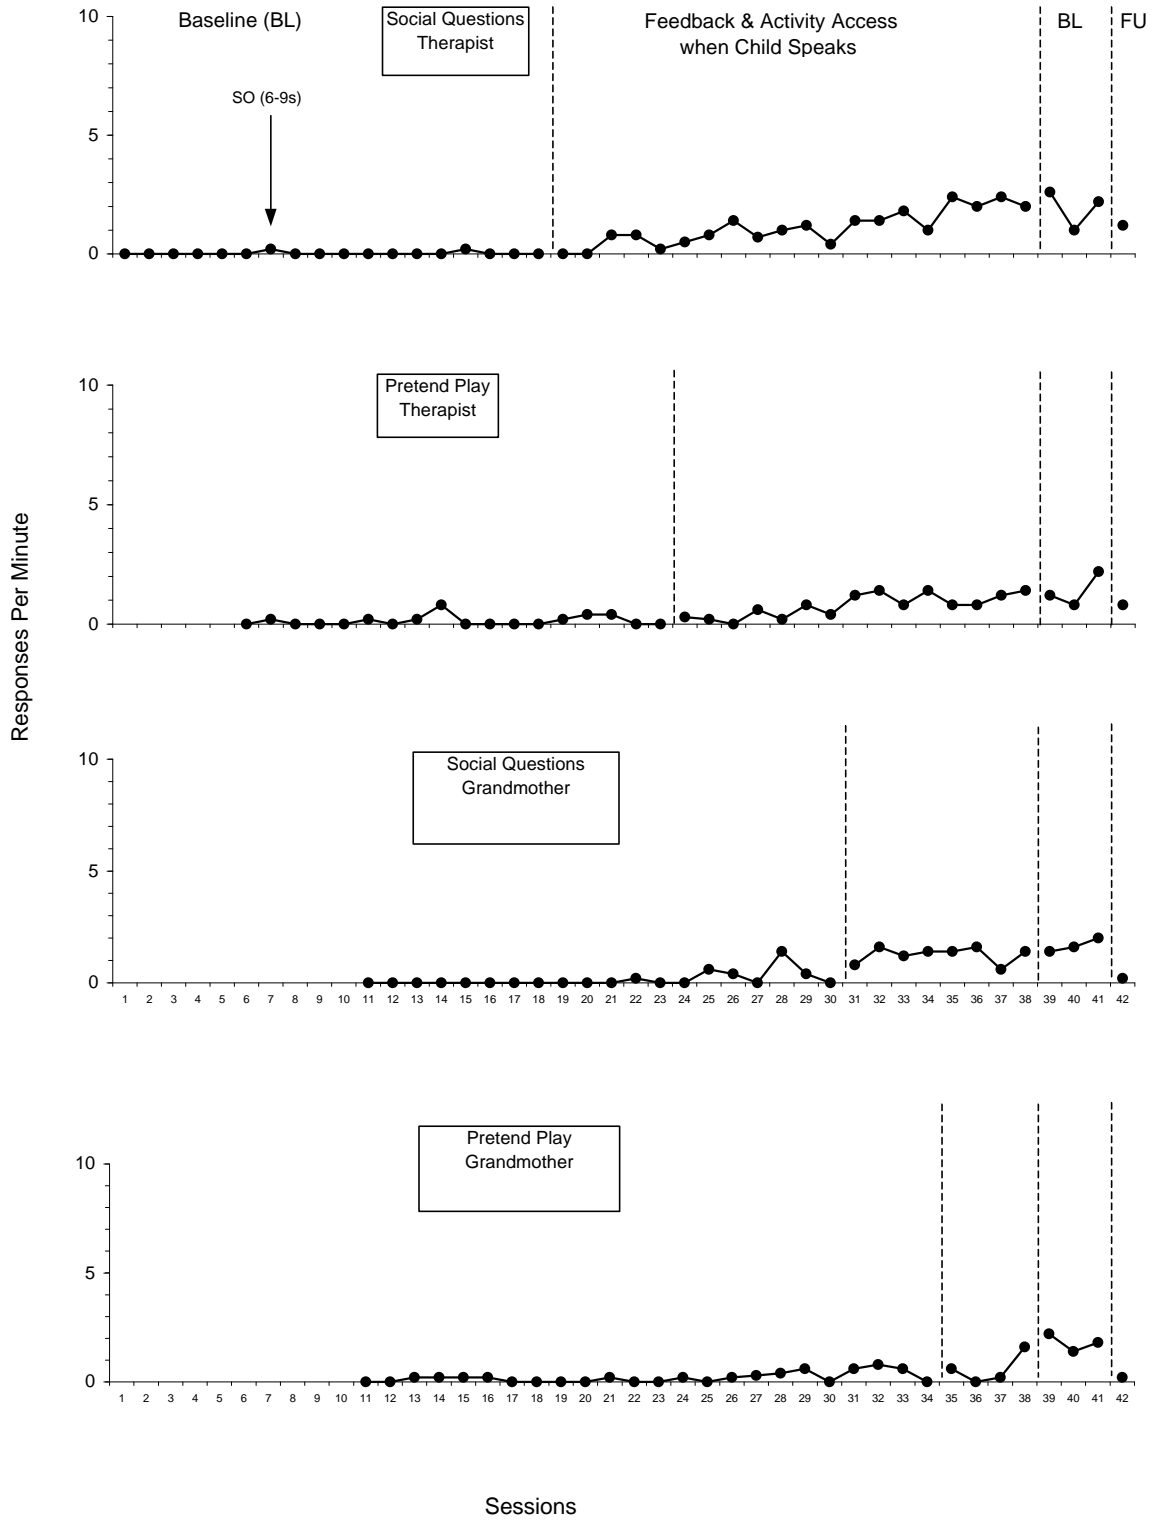 Baseline (BL)
Social Questions
Therapist
Feedback & Activity Access
when Child Speaks
BL
FU
SO (6-9s)
10
5
0
Pretend Play
Therapist
10
5
0
Responses Per Minute
Social Questions
Grandmother
10
5
0
1 2 3 4 5 6 7 8 9 10 11 12 13 14 15 16 17 18 19 20 21 22 23 24 25 26 27 28 29 30 31 32 33 34 35 36 37 38 39 40 41 42
Pretend Play
Grandmother
10
5
0
1 2 3 4 5 6 7 8 9 10 11 12 13 14 15 16 17 18 19 20 21 22 23 24 25 26 27 28 29 30 31 32 33 34 35 36 37 38 39 40 41 42
Sessions